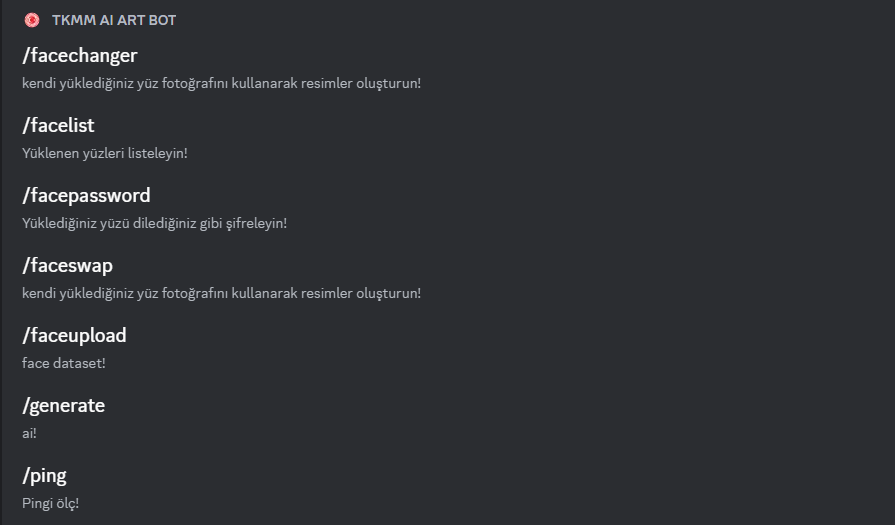 TKMM AI ART BOT
/facechanger
kendi yüklediğiniz yüz fotoğrafını kullanarak resimler oluşturun!
/facelist
Yüklenen yüzleri listeleyin!
/facepassword
Yüklediğiniz yüzü dilediğiniz gibi şifreleyin!
/faceswap
kendi yüklediğiniz yüz fotoğrafını kullanarak resimler oluşturun!
/faceupload
face dataset!
/generate
ai!
/ping
Pingi ölç!